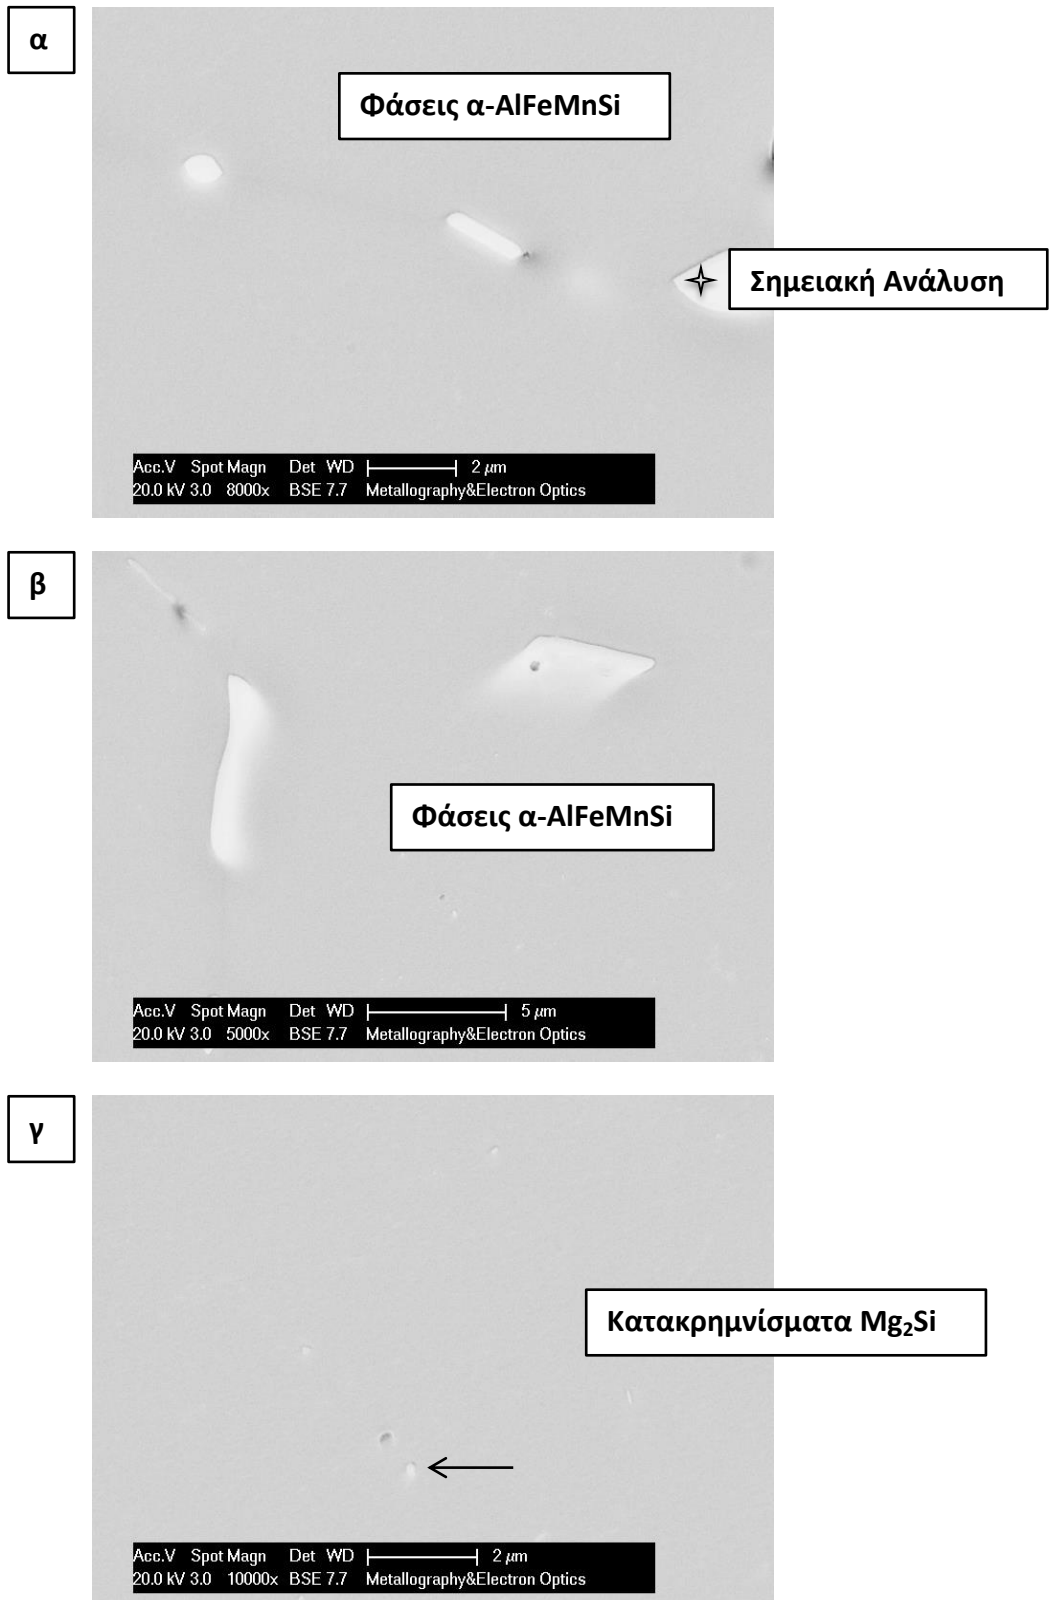 α
Φάσεις α-AlFeMnSi
Σημειακή Ανάλυση
Acc.V Spot Magn Det WD 2 μm
20.0 kV 3.0 8000x BSE 7.7 Metallography&Electron Optics
β
Φάσεις α-AlFeMnSi
Acc.V Spot Magn Det WD 5 μm
20.0 kV 3.0 5000x BSE 7.7 Metallography&Electron Optics
γ
Κατακρημνίσματα Mg₂Si
Acc.V Spot Magn Det WD 2 μm
20.0 kV 3.0 10000x BSE 7.7 Metallography&Electron Optics